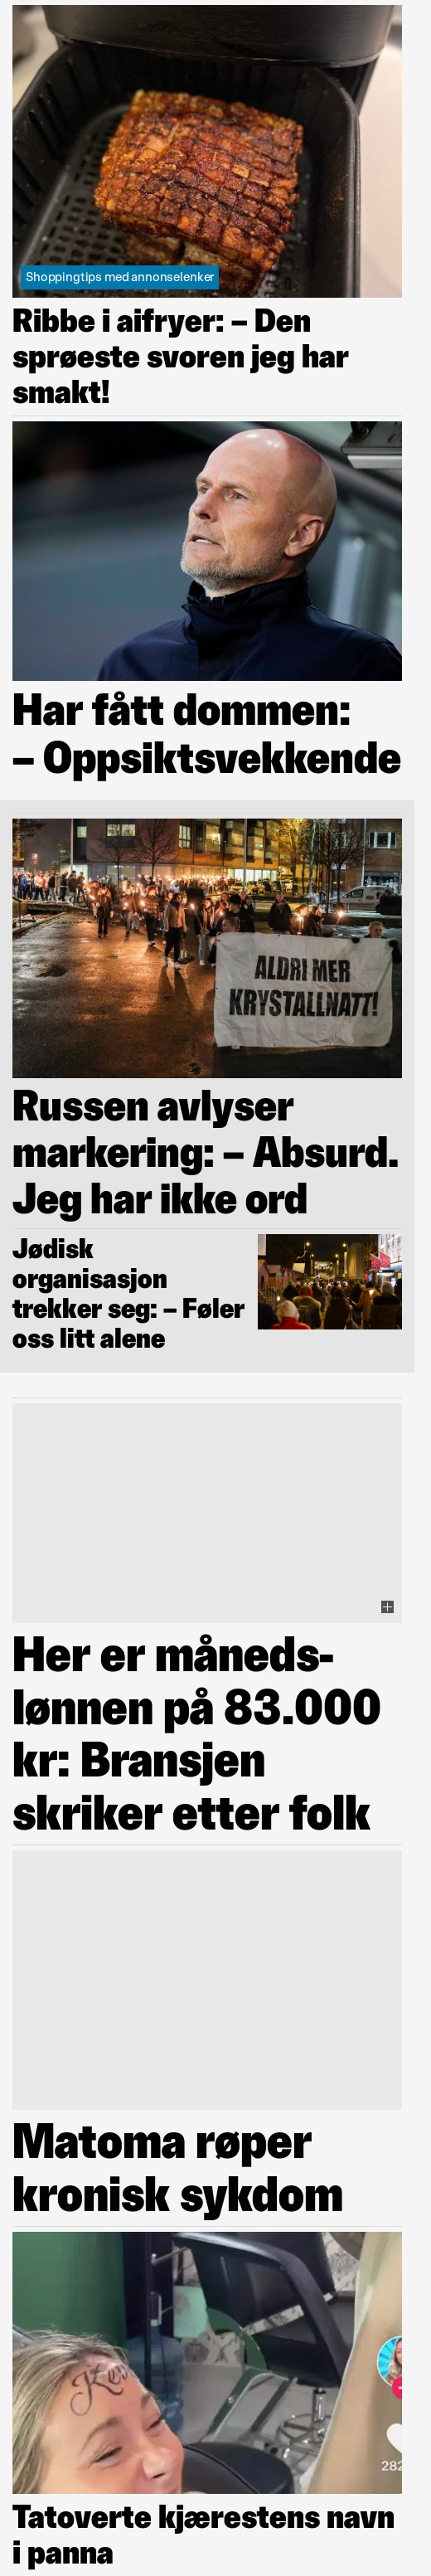 Shoppingtips med annonselenker
Ribbe i aifryer: – Den
sprøeste svoren jeg har
smakt!
Har fått dommen:
– Oppsiktsvekkende
ALDRI MER
KRYSTALLNATT!
Russen avlyser
markering: – Absurd.
Jeg har ikke ord
Jødisk
organisasjon
trekker seg: – Føler
oss litt alene
Her er måneds-
lønnen på 83.000
kr: Bransjen
skriker etter folk
Matoma røper
kronisk sykdom
282
Tatoverte kjærestens navn
i panna